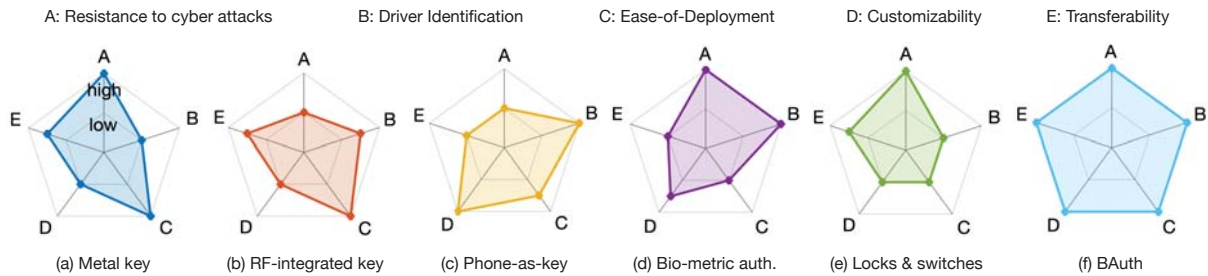 A: Resistance to cyber attacks B: Driver Identification C: Ease-of-Deployment D: Customizability E: Transferability
A A A A A A
high
low
E B E B E B E B E B E B
D C D C D C D C D C D C
(a) Metal key (b) RF-integrated key (c) Phone-as-key (d) Bio-metric auth. (e) Locks & switches (f) BAuth